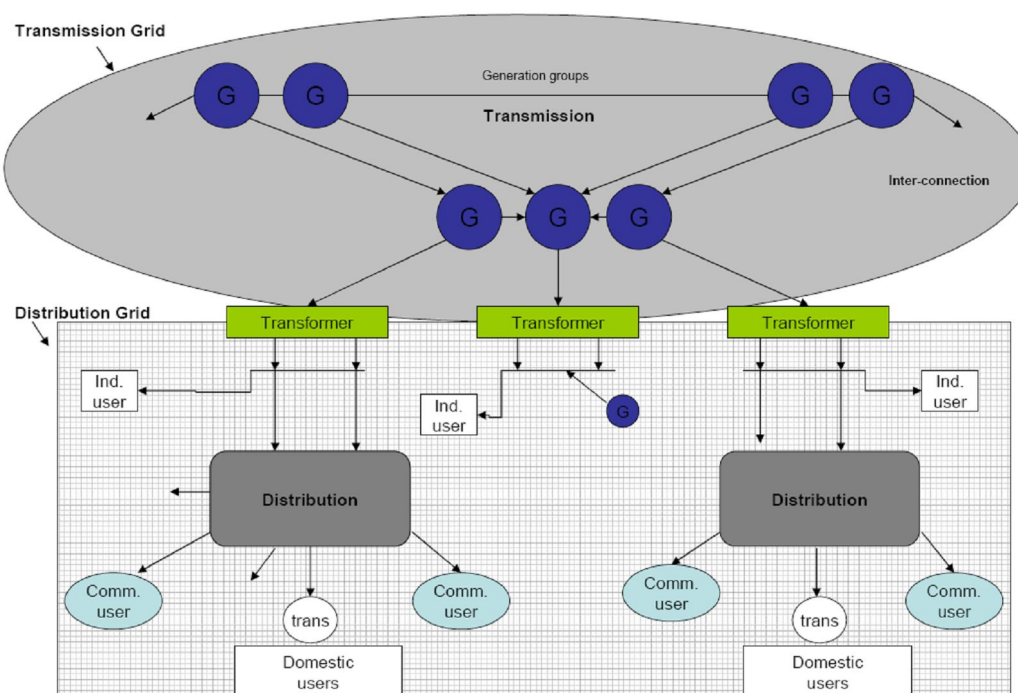 Transmission Grid
Generation groups
G G G G
Transmission
Inter-connection
G G G
Distribution Grid
Transformer Transformer Transformer
Ind.
user
Ind.
user
G
Ind.
user
Distribution
Distribution
Comm.
user
trans
Comm.
user
Comm.
user
trans
Comm.
user
Domestic
users
Domestic
users